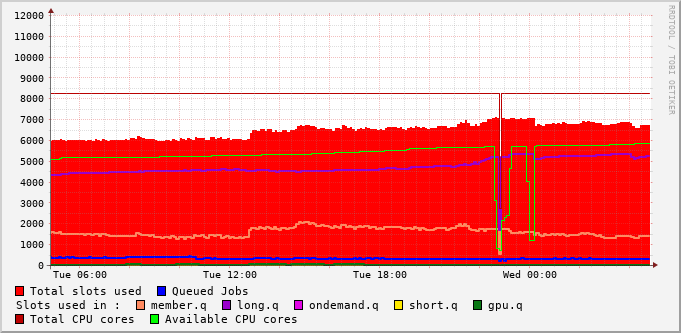 RRDTOOL / TOBI OETIKER
12000
11000
10000
9000
8000
7000
6000
5000
4000
3000
2000
1000
0
Tue 06:00 Tue 12:00 Tue 18:00 Wed 00:00
Total slots used Queued Jobs
Slots used in : member.q long.q ondemand.q short.q gpu.q
Total CPU cores Available CPU cores